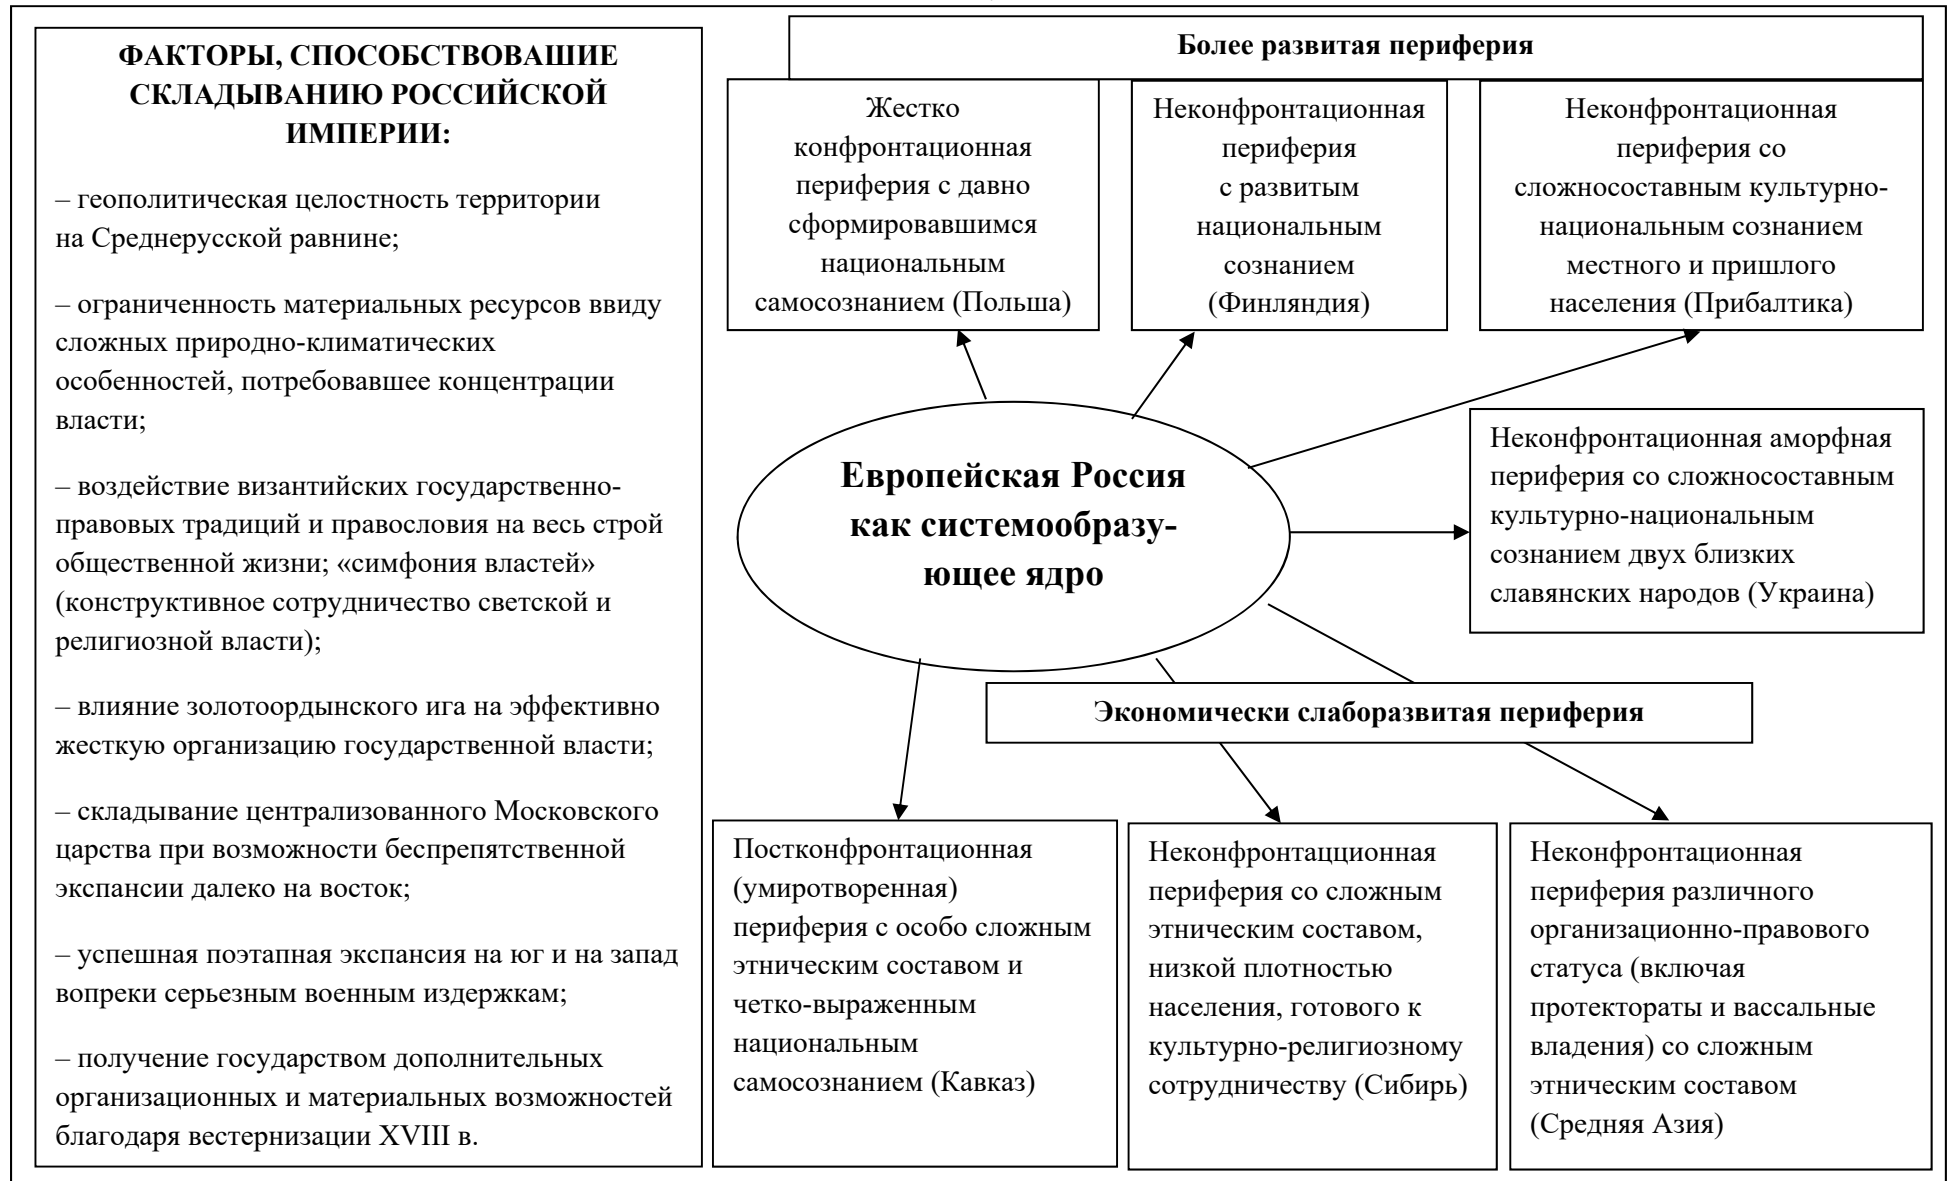 ФАКТОРЫ, СПОСОБСТВОВАШИЕ
СКЛАДЫВАНИЮ РОССИЙСКОЙ
ИМПЕРИИ:
– геополитическая целостность территории
на Среднерусской равнине;
– ограниченность материальных ресурсов ввиду
сложных природно-климатических
особенностей, потребовавшее концентрации
власти;
– воздействие византийских государственно-
правовых традиций и правословия на весь строй
общественной жизни; «симфония властей»
(конструктивное сотрудничество светской и
религиозной власти);
– влияние золотоордынского ига на эффективно
жесткую организацию государственной власти;
– складывание централизованного Московского
царства при возможности беспрепятственной
экспансии далеко на восток;
– успешная поэтапная экспансия на юг и на запад
вопреки серьезным военным издержкам;
– получение государством дополнительных
организационных и материальных возможностей
благодаря вестернизации XVIII в.
Более развитая периферия
Жестко
конфронтационная
периферия с давно
сформировавшимся
национальным
самосознанием (Польша)
Неконфронтационная
периферия
с развитым
национальным
сознанием
(Финляндия)
Неконфронтационная
периферия со
сложносоставным культурно-
национальным сознанием
местного и пришлого
населения (Прибалтика)
Европейская Россия
как системообразу-
ющее ядро
Неконфронтационная аморфная
периферия со сложносоставным
культурно-национальным
сознанием двух близких
славянских народов (Украина)
Экономически слаборазвитая периферия
Постконфронтационная
(умиротворенная)
периферия с особо сложным
этническим составом и
четко-выраженным
национальным
самосознанием (Кавказ)
Неконфронтацционная
периферия со сложным
этническим составом,
низкой плотностью
населения, готового к
культурно-религиозному
сотрудничеству (Сибирь)
Неконфронтационная
периферия различного
организационно-правового
статуса (включая
протектораты и вассальные
владения) со сложным
этническим составом
(Средняя Азия)